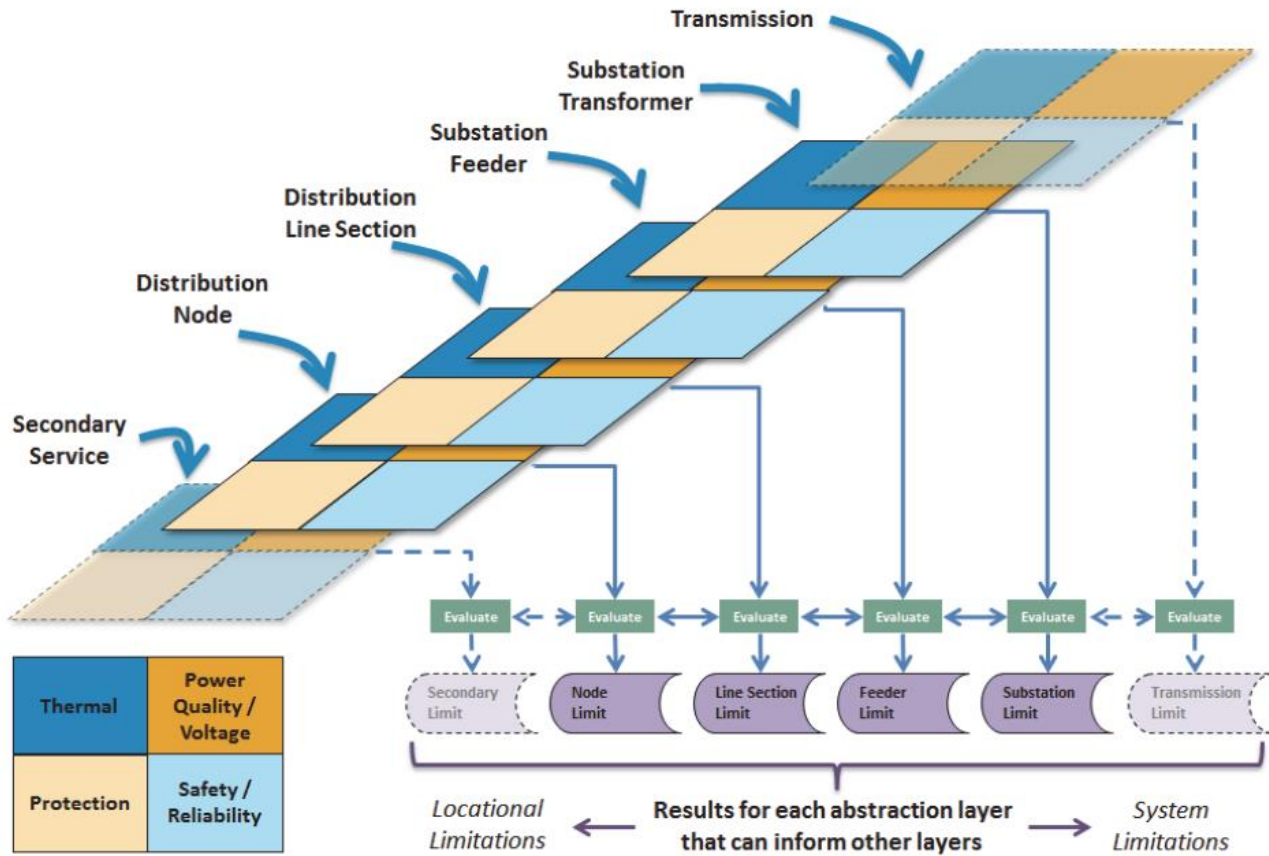 Transmission
Substation
Transformer
Substation
Feeder
Distribution
Line Section
Distribution
Node
Secondary
Service
Evaluate
Evaluate
Evaluate
Evaluate
Evaluate
Evaluate
Secondary
Limit
Node
Limit
Line Section
Limit
Feeder
Limit
Substation
Limit
Transmission
Limit
Thermal
Power
Quality /
Voltage
Protection
Safety /
Reliability
Locational
Limitations
Results for each abstraction layer
that can inform other layers
System
Limitations